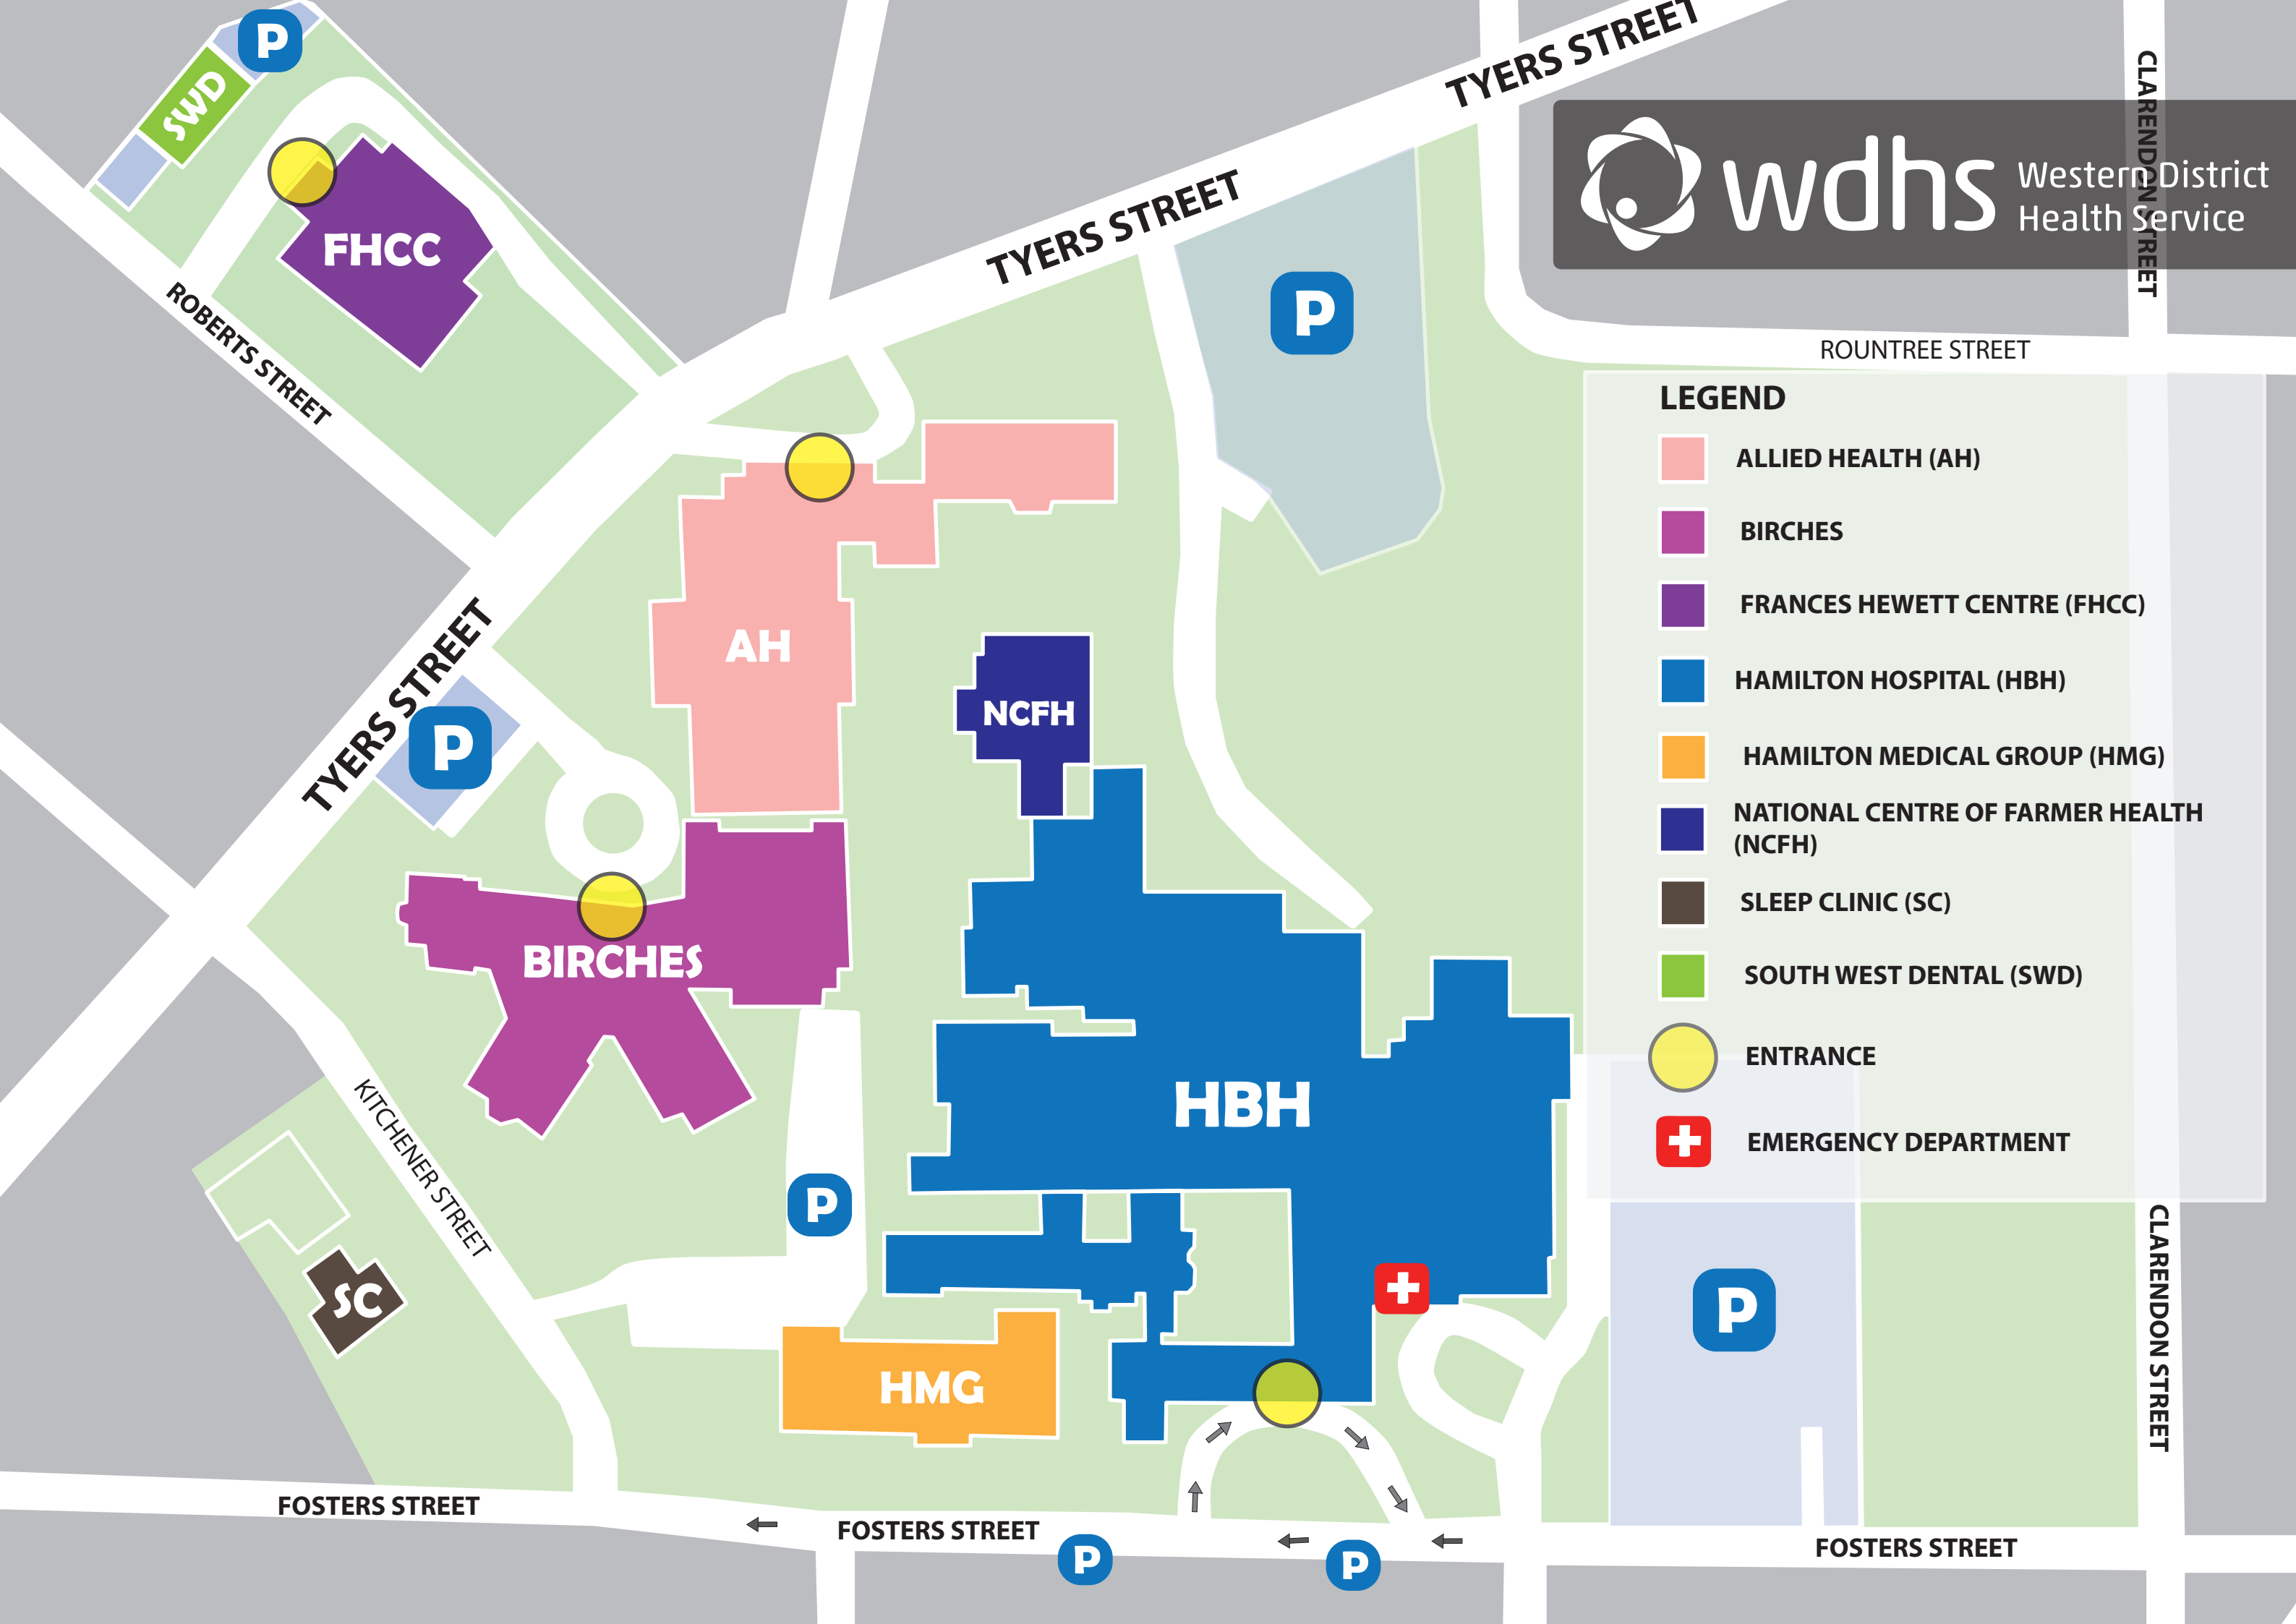 P
SWD
FHCC
ROBERTS STREET
TYERS STREET
TYERS STREET
TYERS STREET
CLARENDON STREET
wdhs
Western District
Health Service
P
ROUNTREE STREET
LEGEND
ALLIED HEALTH (AH)
BIRCHES
FRANCES HEWETT CENTRE (FHCC)
HAMILTON HOSPITAL (HBH)
HAMILTON MEDICAL GROUP (HMG)
NATIONAL CENTRE OF FARMER HEALTH
(NCFH)
SLEEP CLINIC (SC)
SOUTH WEST DENTAL (SWD)
ENTRANCE
EMERGENCY DEPARTMENT
AH
NCFH
P
BIRCHES
HBH
KITCHENER STREET
P
SC
HMG
P
CLARENDON STREET
FOSTERS STREET
FOSTERS STREET
P
P
FOSTERS STREET